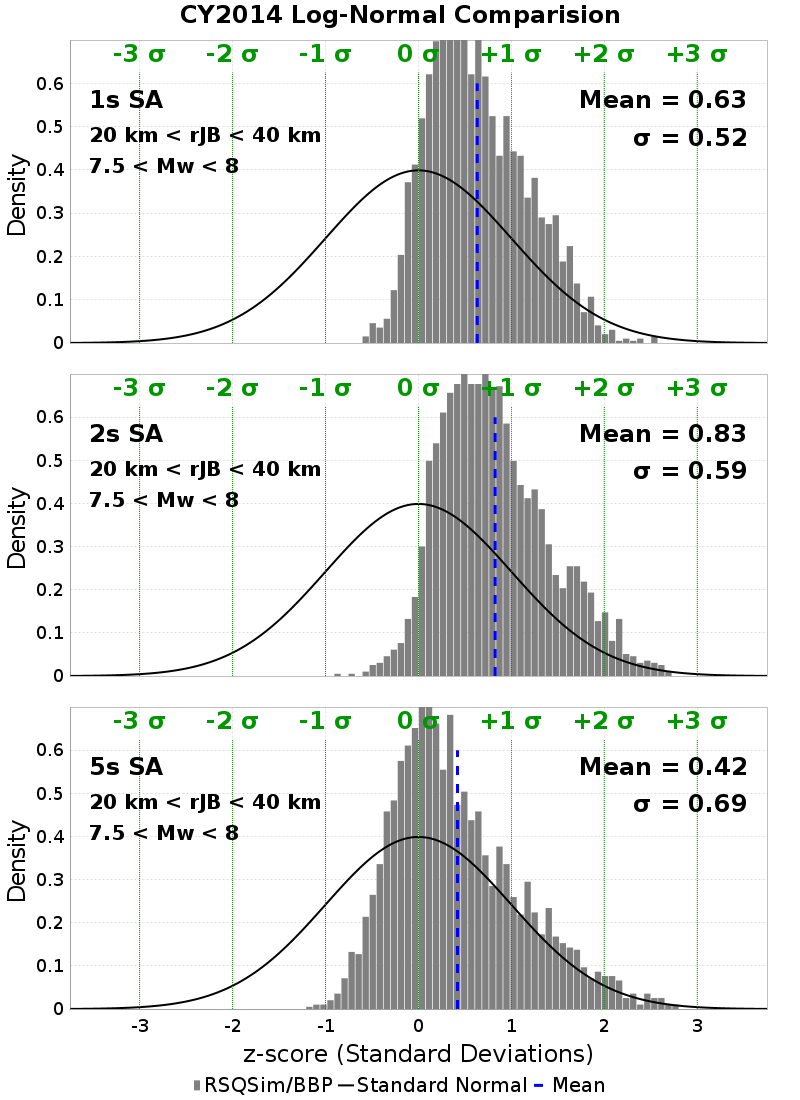 CY2014 Log-Normal Comparision
-3 σ -2 σ -1 σ 0 σ +1 σ +2 σ +3 σ
1s SA
Mean = 0.63
20 km < rJB < 40 km
σ = 0.52
7.5 < Mw < 8
0.6
0.5
0.4
0.3
0.2
0.1
0
Density
-3 σ -2 σ -1 σ 0 σ +1 σ +2 σ +3 σ
2s SA
Mean = 0.83
20 km < rJB < 40 km
σ = 0.59
7.5 < Mw < 8
0.6
0.5
0.4
0.3
0.2
0.1
0
Density
-3 σ -2 σ -1 σ 0 σ +1 σ +2 σ +3 σ
5s SA
Mean = 0.42
20 km < rJB < 40 km
σ = 0.69
7.5 < Mw < 8
0.6
0.5
0.4
0.3
0.2
0.1
0
Density
-3 -2 -1 0 1 2 3
z-score (Standard Deviations)
RSQSim/BBP Standard Normal Mean